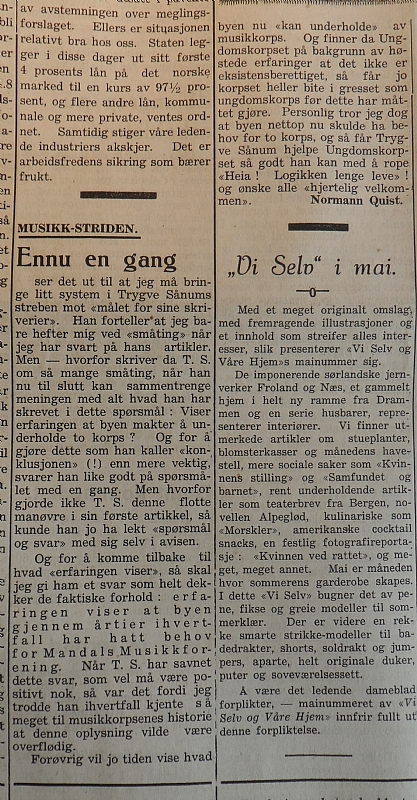 av avstemningen over meglings-
forslaget. Ellers er situasjonen
relativt bra hos oss. Staten leg-
ger i disse dager ut sitt første
4 prosents lån på det norske
marked til en kurs av 97½ pro-
sent, og flere andre lån, kommu-
nale og mere private, ventes ord-
net. Samtidig stiger våre leden-
de industriers akskjer. Det er
arbeidsfredens sikring som bærer
frukt.
MUSIKK-STRIDEN.
Ennu en gang
ser det ut til at jeg må brin-
ge litt system i Trygve Sånums
streben mot «målet for sine skri-
verier». Han forteller at jeg ba-
re hefter mig ved «småting» når
jeg har svart på hans artikler.
Men — hvorfor skriver da T. S.
om så mange småting, når han
nu til slutt kan sammentrenge
meningen med alt hvad han har
skrevet i dette spørsmål: Viser
erfaringen at byen makter å un-
derholde to korps? Og for å
gjøre dette som han kaller «kon-
klusjonen» (!) enn mere vektig,
svarer han like godt på spørsmå-
let med en gang. Men hvorfor
gjorde ikke T. S. denne flotte
manøvre i sin første artikkel, så
kunde han jo ha lekt «spørsmål
og svar» med sig selv i avisen.
Og for å komme tilbake til
hvad «erfaringen viser», så skal
jeg gi ham et svar som helt dek-
ker de faktiske forhold: erfa-
ringen viser at byen
gjennem årtier ihvert-
fall har hatt behov
for Mandals Musikkfor-
ening. Når T. S. har savnet
dette svar, som vel må være po-
sitivt nok, så var det fordi jeg
trodde han ihvertfall kjente så
meget til musikkorpsenes historie
at denne oplysning vilde være
overflødig.
Forøvrig vil jo tiden vise hvad
byen nu «kan underholde» av
musikkorps. Og finner da Ung-
domskorpset på bakgrunn av hø-
stede erfaringer at det ikke er
eksistensberettiget, så får jo
korpset heller bite i gresset som
ungdomskorps før dette har måt-
tet gjøre. Personlig tror jeg dog
at byen nettop nu skulde ha be-
hov for to korps, og så får Tryg-
ve Sånum hjelpe Ungdomskorp-
set så godt han kan med å rope
«Heia! Logikken lenge leve»!
og ønske alle «hjertelig velkom-
men». Normann Quist.
„Vi Selv“ i mai.
Med et meget originalt omslag,
med fremragende illustrasjoner og
et innhold som streifer alles inter-
esser, slik presenterer «Vi Selv og
Våre Hjem»s mainummer sig.
De imponerende sørlandske jern-
verker Froland og Næs, et gammelt
hjem i helt ny ramme fra Dram-
men og en serie husbarer, repre-
senterer interiører. Vi finner ut-
merkede artikler om stueplanter,
blomsterkasser og månedens have-
stell, mere sociale saker som «Kvin-
nens stilling» og «Samfundet og
barnet», rent underholdende artik-
ler som teaterbrev fra Bergen, no-
vellen Alpeglød, kulinariske som
«Morskler», amerikanske cocktail
snacks, en festlig fotografireporta-
sje: «Kvinnen ved rattet», og me-
get, meget annet. Mai er måneden
hvor sommerens garderobe skapes.
I dette «Vi Selv» bugner det av pe-
ne, fikse og greie modeller til som-
merklær. Der er videre en rek-
ke smarte strikke-modeller til ba-
dedrakter, shorts, soldrakt og jum-
pers, aparte, helt originale duker,
puter og soveværelsessett.
Å være det ledende dameblad
forplikter, — mainummeret av «Vi
Selv og Våre Hjem» innfrir fullt ut
denne forpliktelse.